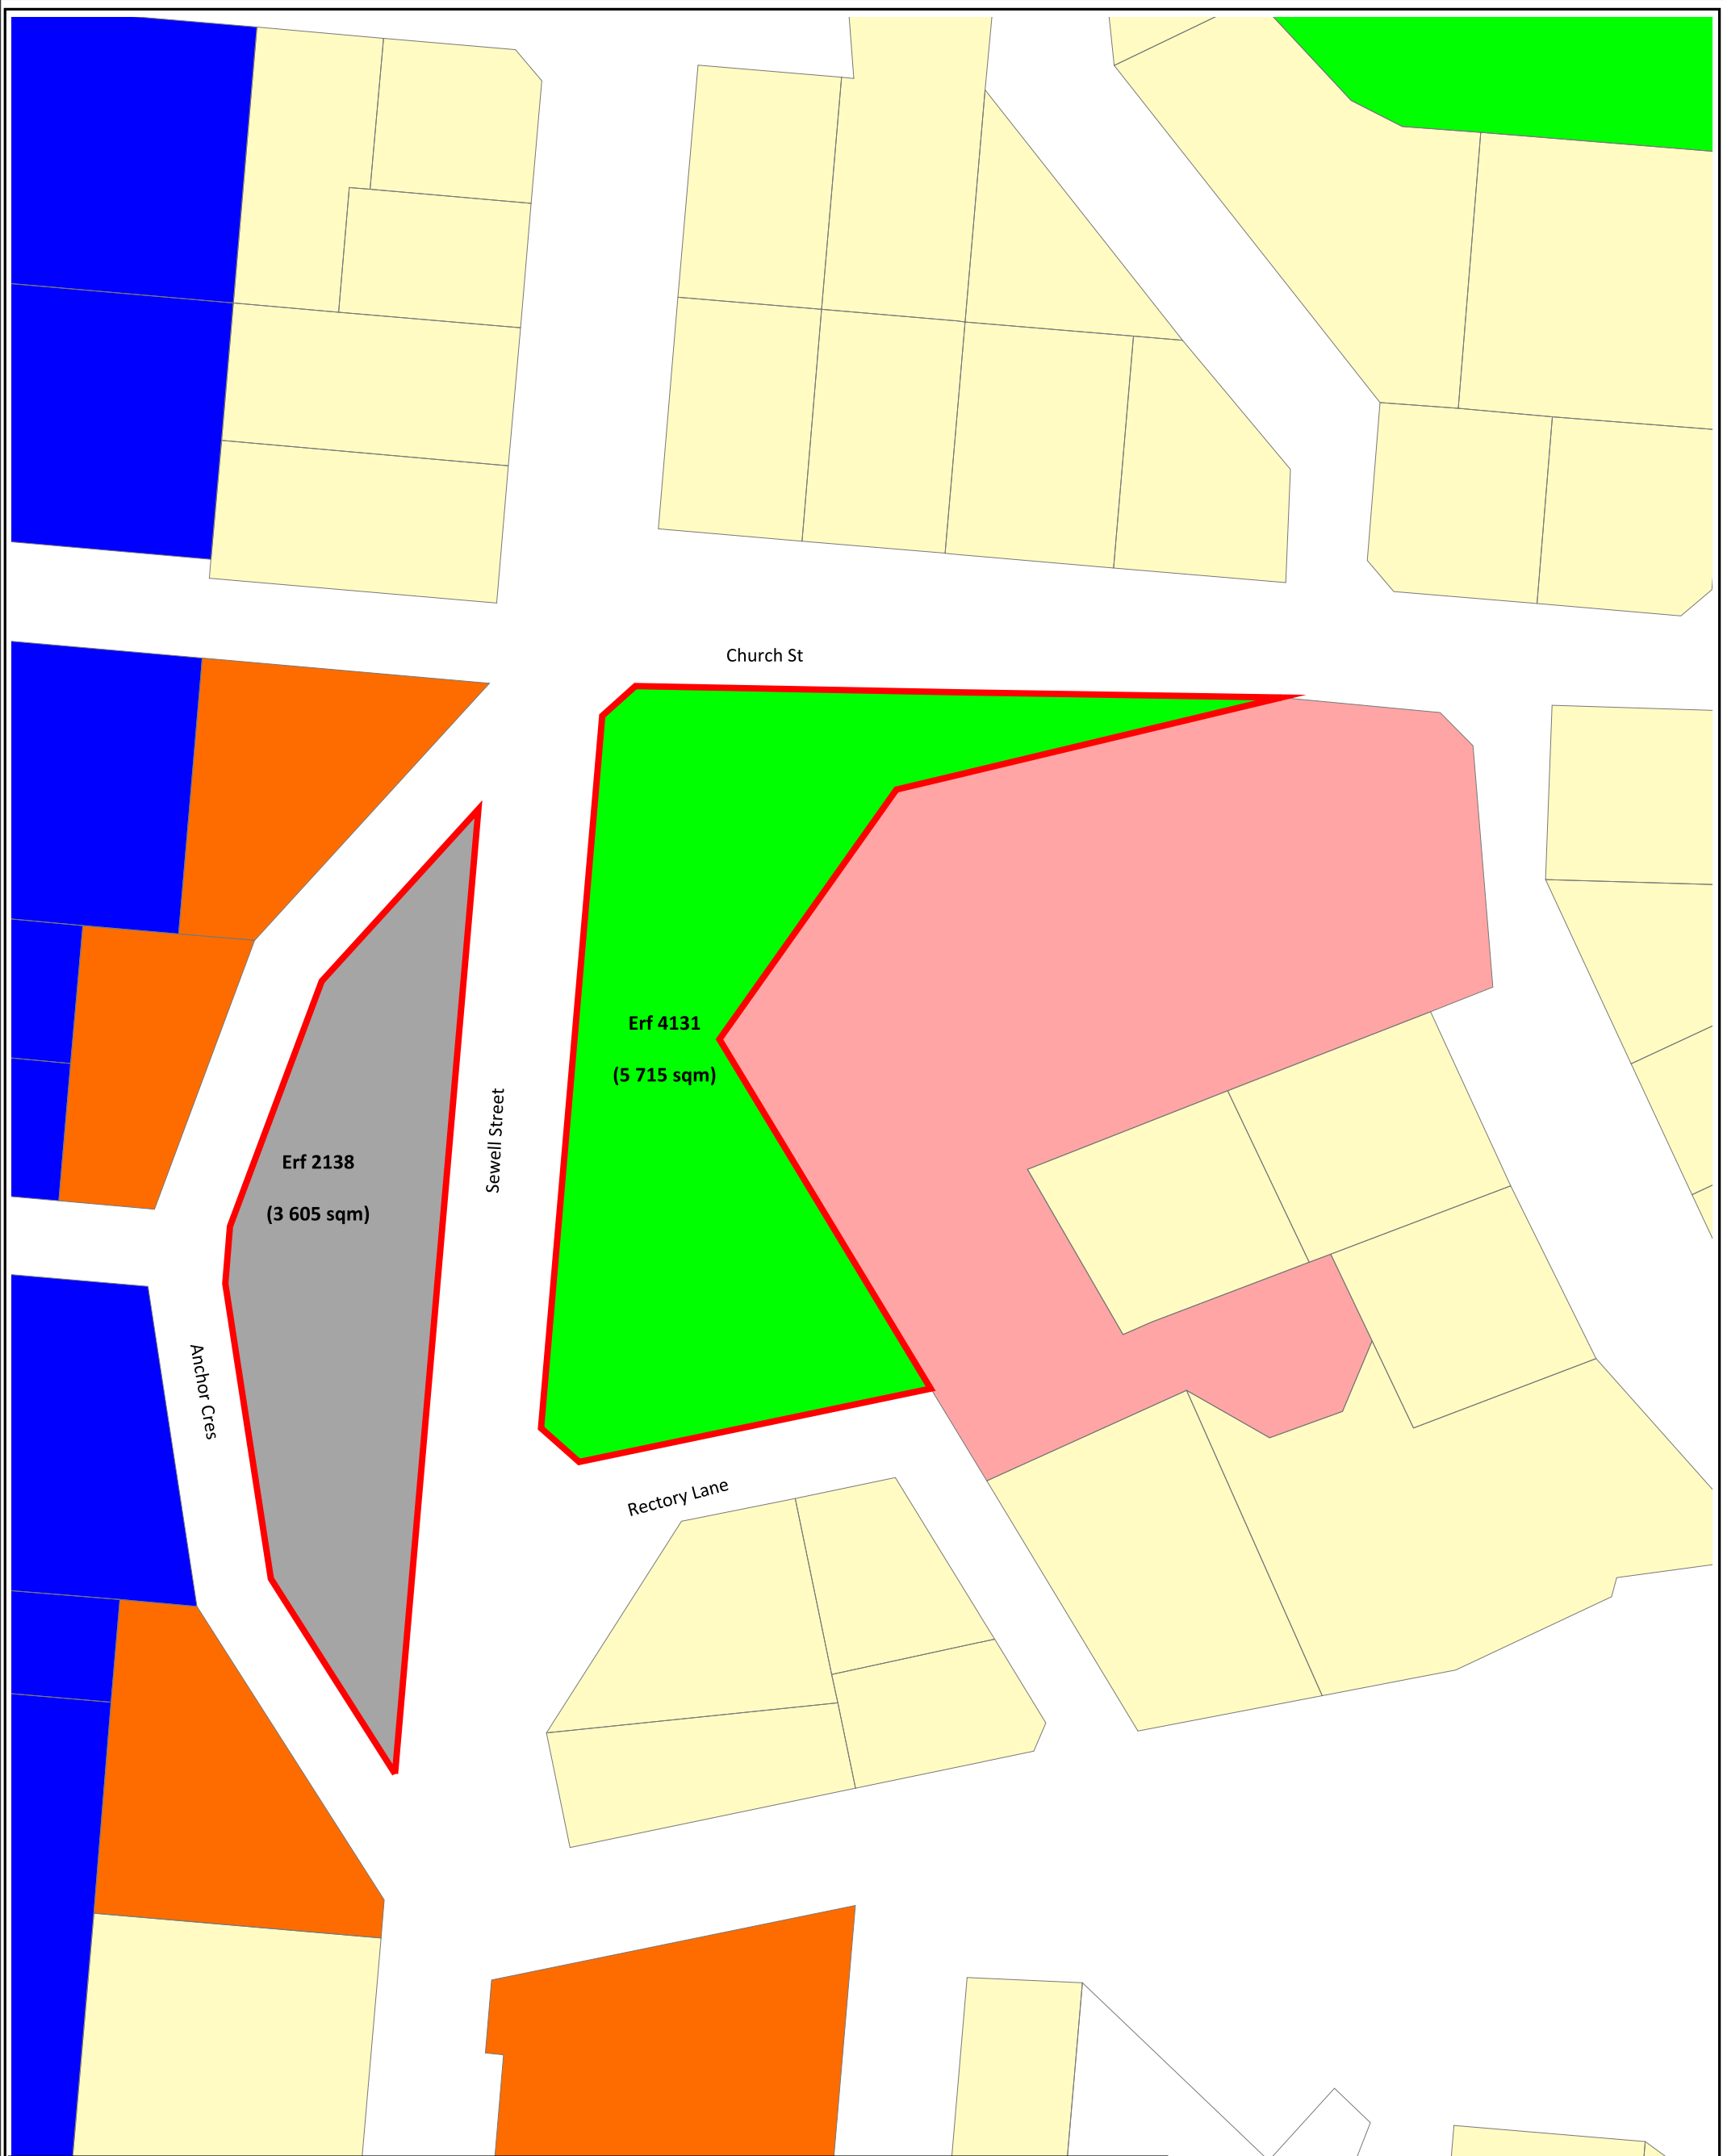 Church St
Erf 4131
(5 715 sqm)
Sewell Street
Erf 2138
(3 605 sqm)
Anchor Cres
Rectory Lane